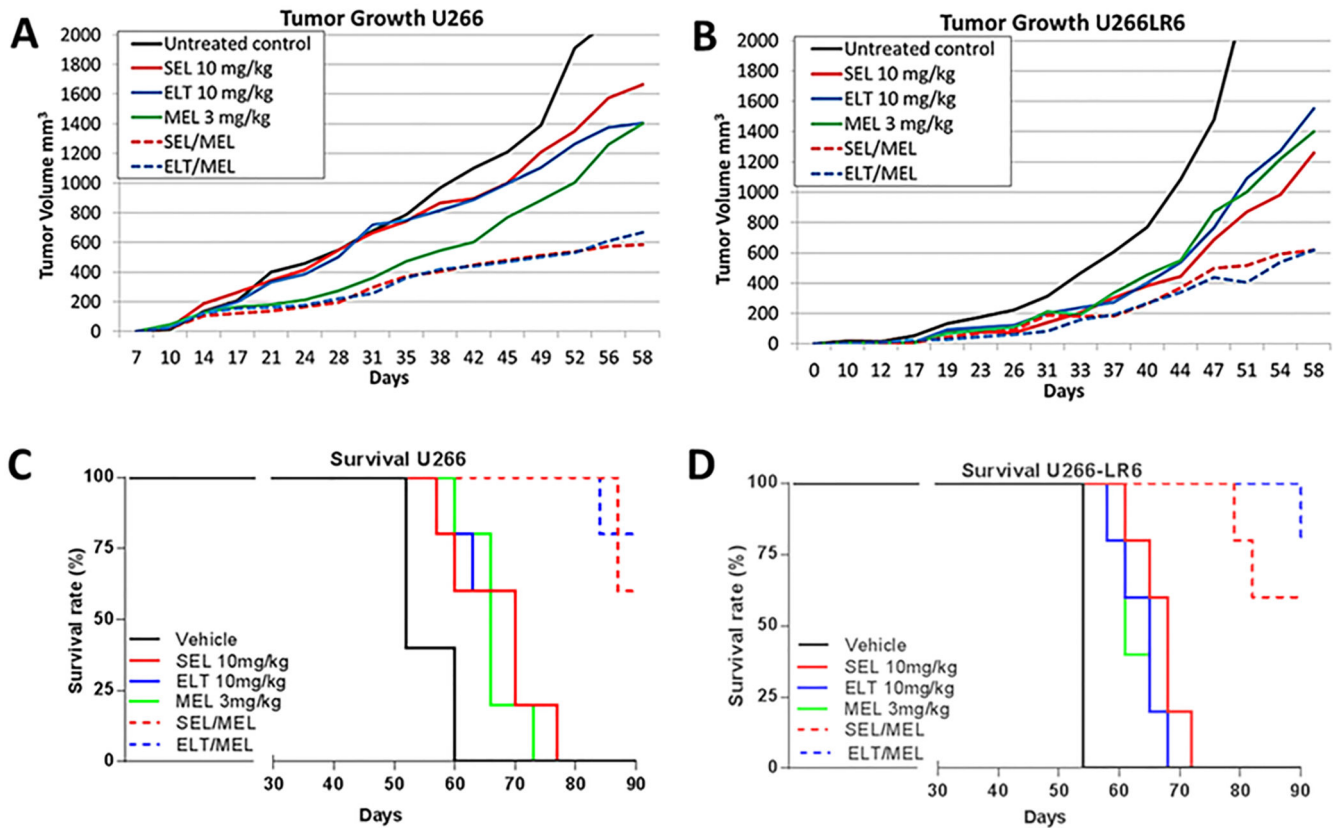 A
Tumor Growth U266
Tumor Volume mm³
2000
1800
1600
1400
1200
1000
800
600
400
200
0
Untreated control
SEL 10 mg/kg
ELT 10 mg/kg
MEL 3 mg/kg
SEL/MEL
ELT/MEL
7 10 14 17 21 24 28 31 35 38 42 45 49 52 56 58
Days
B
Tumor Growth U266LR6
Tumor Volume mm³
2000
1800
1600
1400
1200
1000
800
600
400
200
0
Untreated control
SEL 10 mg/kg
ELT 10 mg/kg
MEL 3 mg/kg
SEL/MEL
ELT/MEL
0 10 12 17 19 23 26 31 33 37 40 44 47 51 54 58
Days
C
Survival U266
Survival rate (%)
100
75
50
25
0
Vehicle
SEL 10mg/kg
ELT 10mg/kg
MEL 3mg/kg
SEL/MEL
ELT/MEL
30 40 50 60 70 80 90
Days
D
Survival U266-LR6
Survival rate (%)
100
75
50
25
0
Vehicle
SEL 10mg/kg
ELT 10mg/kg
MEL 3mg/kg
SEL/MEL
ELT/MEL
30 40 50 60 70 80 90
Days